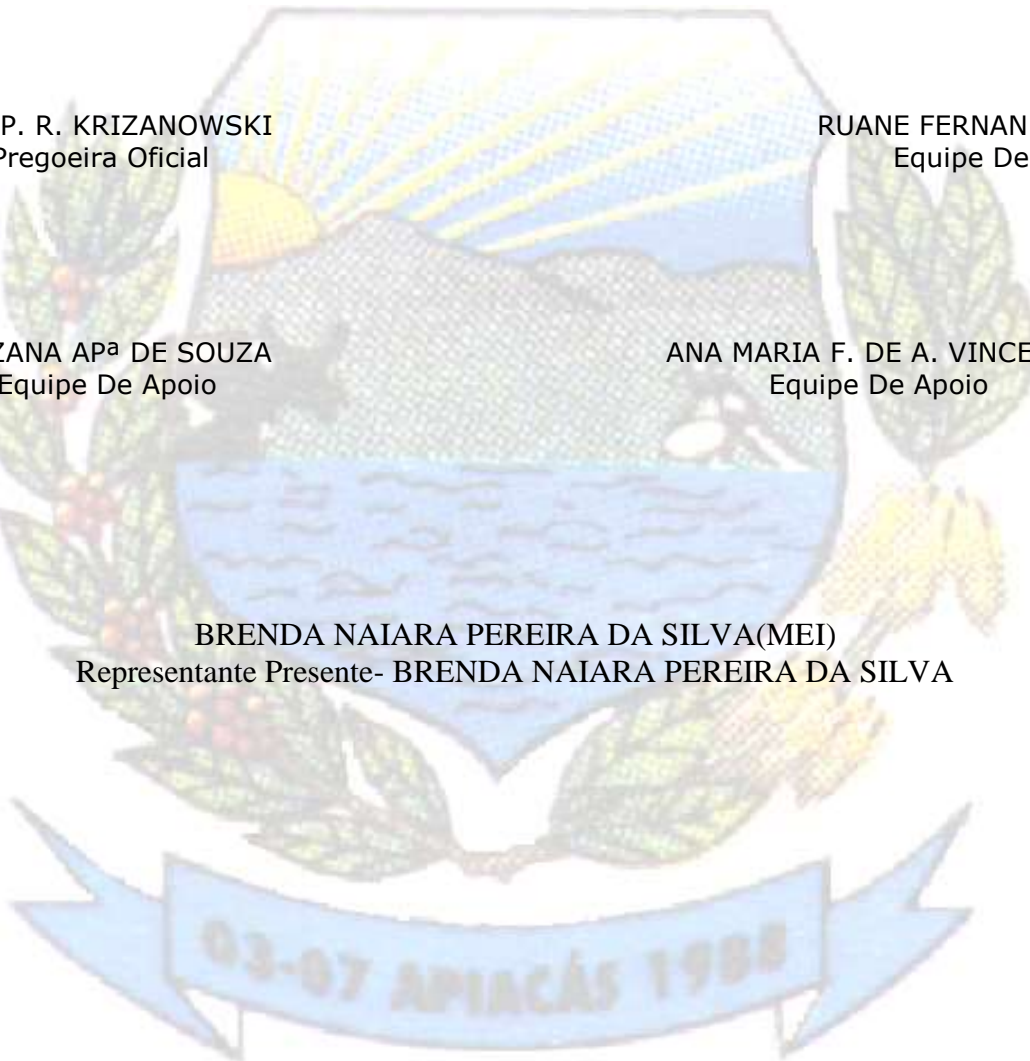 P. R. KRIZANOWSKI
Pregoeira Oficial
RUANE FERNAN
Equipe De
ZANA APª DE SOUZA
Equipe De Apoio
ANA MARIA F. DE A. VINCE
Equipe De Apoio
BRENDA NAIARA PEREIRA DA SILVA(MEI)
Representante Presente- BRENDA NAIARA PEREIRA DA SILVA
03-07 APIACÁS 1988